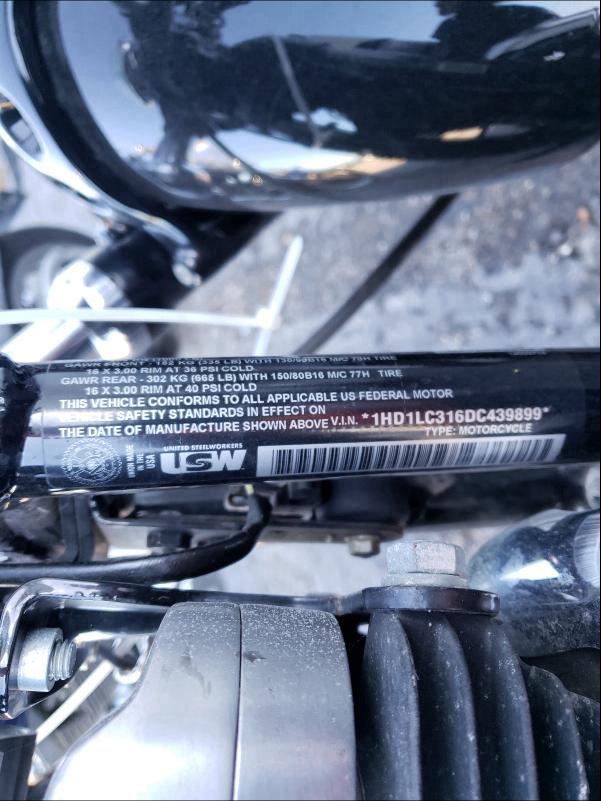 GAWR FRONT - 152 KG (335 LB) WITH 130/90B16 M/C 73H TIRE
16 X 3.00 RIM AT 36 PSI COLD
GAWR REAR - 302 KG (665 LB) WITH 150/80B16 M/C 77H TIRE
16 X 3.00 RIM AT 40 PSI COLD
THIS VEHICLE CONFORMS TO ALL APPLICABLE US FEDERAL MOTOR
VEHICLE SAFETY STANDARDS IN EFFECT ON
THE DATE OF MANUFACTURE SHOWN ABOVE V.I.N. *1HD1LC316DC439899*
TYPE: MOTORCYCLE
UNION MADE
IN THE
USA
UNITED STEELWORKERS
USW